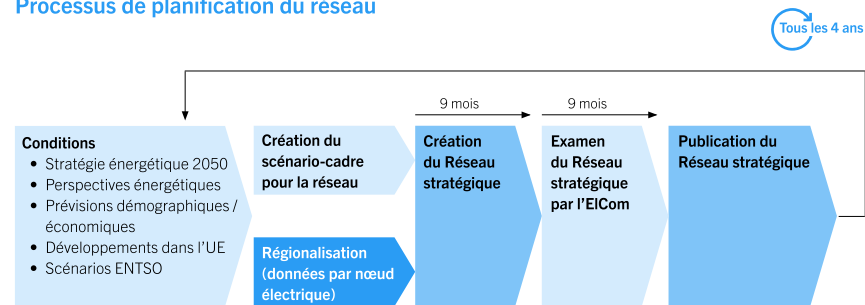 Processus de planification du réseau
Tous les 4 ans
9 mois
9 mois
Conditions
• Stratégie énergétique 2050
• Perspectives énergétiques
• Prévisions démographiques /
économiques
• Développements dans l’UE
• Scénarios ENTSO
Création du
scénario-cadre
pour la réseau
Régionalisation
(données par nœud
électrique)
Création
du Réseau
stratégique
Examen
du Réseau
stratégique
par l’ElCom
Publication du
Réseau stratégique